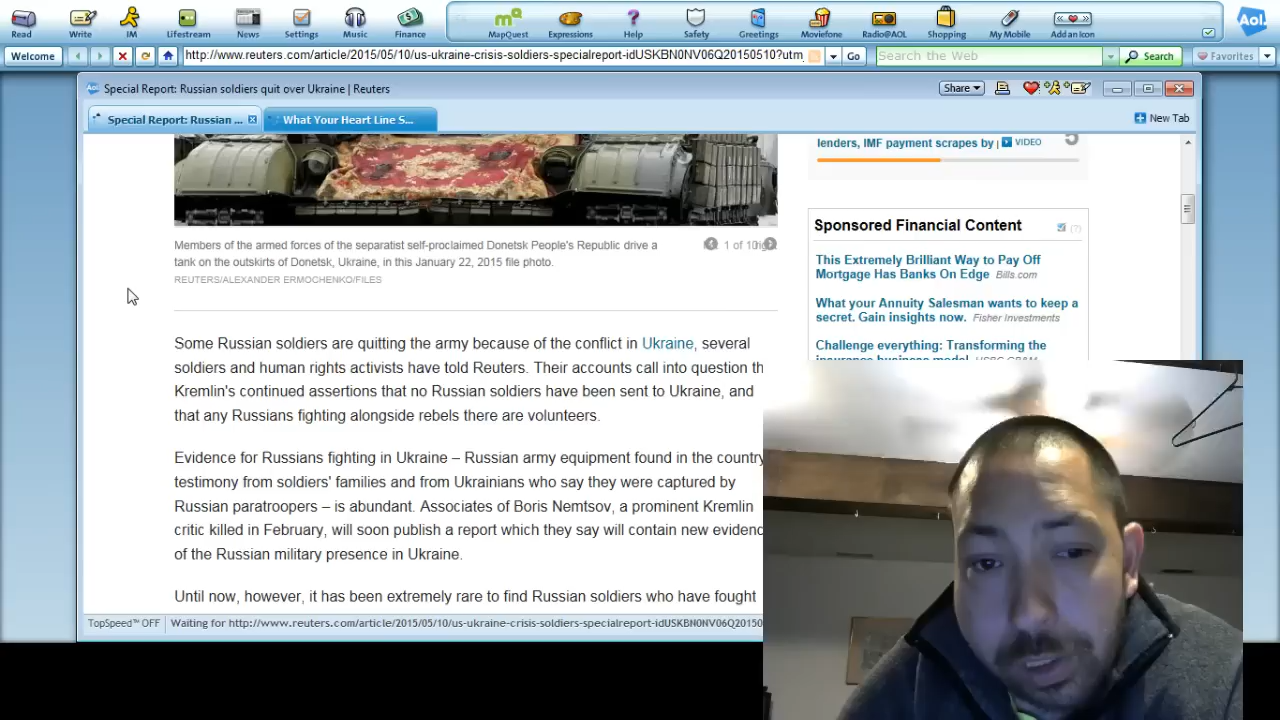 Read Write IM Lifestream News Settings Music Finance MapQuest Expressions Help Safety Greetings Moviefone Radio@AOL Shopping My Mobile Add an Icon Aol.
Welcome http://www.reuters.com/article/2015/05/10/us-ukraine-crisis-soldiers-specialreport-idUSKBN0NV06Q20150510?utm_ Go Search the Web Search Favorites
Aol. Special Report: Russian soldiers quit over Ukraine | Reuters Share
Special Report: Russian ... What Your Heart Line S... New Tab
lenders, IMF payment scrapes by VIDEO 5
Sponsored Financial Content (?)
This Extremely Brilliant Way to Pay Off
Mortgage Has Banks On Edge Bills.com
What your Annuity Salesman wants to keep a
secret. Gain insights now. Fisher Investments
Challenge everything: Transforming the
Members of the armed forces of the separatist self-proclaimed Donetsk People's Republic drive a
tank on the outskirts of Donetsk, Ukraine, in this January 22, 2015 file photo.
1 of 10
REUTERS/ALEXANDER ERMOCHENKO/FILES
Some Russian soldiers are quitting the army because of the conflict in Ukraine, several
soldiers and human rights activists have told Reuters. Their accounts call into question th
Kremlin's continued assertions that no Russian soldiers have been sent to Ukraine, and
that any Russians fighting alongside rebels there are volunteers.
Evidence for Russians fighting in Ukraine – Russian army equipment found in the country
testimony from soldiers' families and from Ukrainians who say they were captured by
Russian paratroopers – is abundant. Associates of Boris Nemtsov, a prominent Kremlin
critic killed in February, will soon publish a report which they say will contain new evidenc
of the Russian military presence in Ukraine.
Until now, however, it has been extremely rare to find Russian soldiers who have fought
TopSpeed™ OFF Waiting for http://www.reuters.com/article/2015/05/10/us-ukraine-crisis-soldiers-specialreport-idUSKBN0NV06Q201505